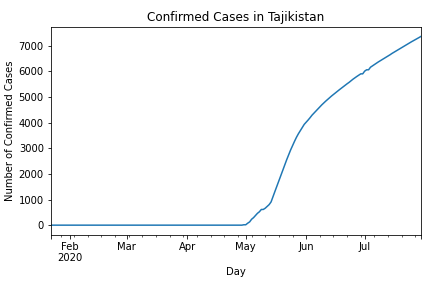 Confirmed Cases in Tajikistan
Number of Confirmed Cases
7000
6000
5000
4000
3000
2000
1000
0
Feb Mar Apr May Jun Jul
2020
Day